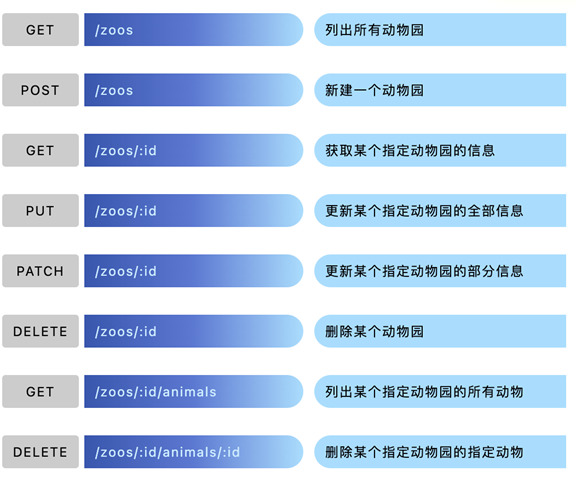 GET /zoos 列出所有动物园
POST /zoos 新建一个动物园
GET /zoos/:id 获取某个指定动物园的信息
PUT /zoos/:id 更新某个指定动物园的全部信息
PATCH /zoos/:id 更新某个指定动物园的部分信息
DELETE /zoos/:id 删除某个动物园
GET /zoos/:id/animals 列出某个指定动物园的所有动物
DELETE /zoos/:id/animals/:id 删除某个指定动物园的指定动物